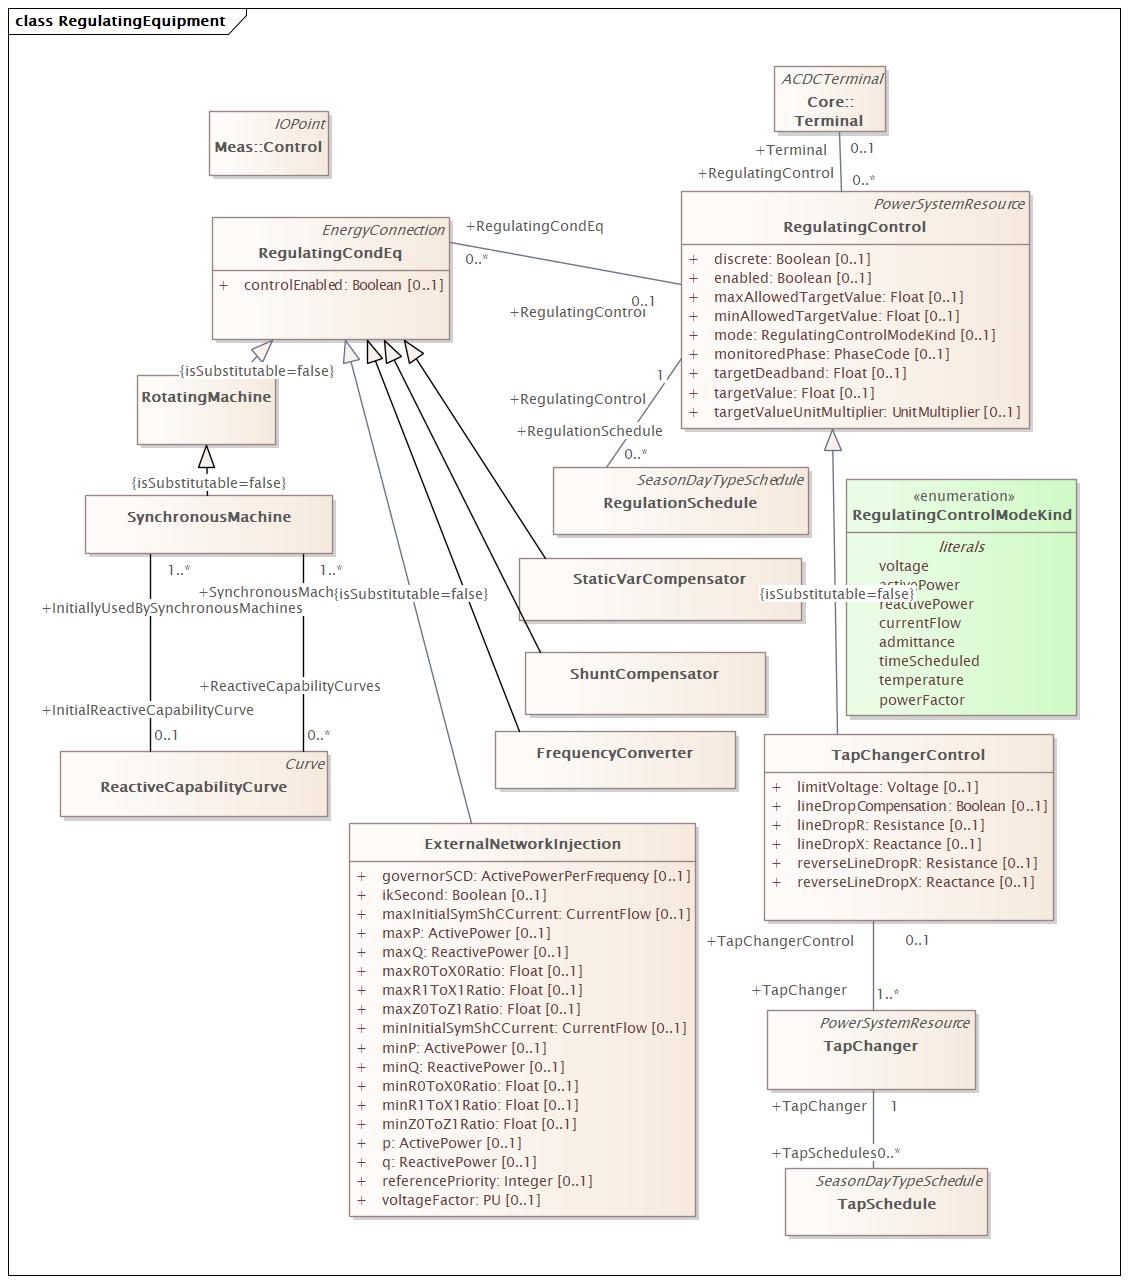 class RegulatingEquipment
ACDCTerminal
Core::
Terminal
IOPoint
Meas::Control
+Terminal
0..1
+RegulatingControl
0..*
PowerSystemResource
RegulatingControl
+ discrete: Boolean [0..1]
+ enabled: Boolean [0..1]
+ maxAllowedTargetValue: Float [0..1]
+ minAllowedTargetValue: Float [0..1]
+ mode: RegulatingControlModeKind [0..1]
+ monitoredPhase: PhaseCode [0..1]
+ targetDeadband: Float [0..1]
+ targetValue: Float [0..1]
+ targetValueUnitMultiplier: UnitMultiplier [0..1]
EnergyConnection
RegulatingCondEq
+ controlEnabled: Boolean [0..1]
+RegulatingCondEq
0..*
0..1
+RegulatingControl
{isSubstitutable=false}
RotatingMachine
1
+RegulatingControl
+RegulationSchedule
0..*
SeasonDayTypeSchedule
RegulationSchedule
{isSubstitutable=false}
SynchronousMachine
«enumeration»
RegulatingControlModeKind
literals
voltage
activePower
reactivePower
currentFlow
admittance
timeScheduled
temperature
powerFactor
1..*
1..*
+SynchronousMach
+InitiallyUsedBySynchronousMachines
{isSubstitutable=false}
StaticVarCompensator
{isSubstitutable=false}
ShuntCompensator
+ReactiveCapabilityCurves
+InitialReactiveCapabilityCurve
0..1
0..*
FrequencyConverter
Curve
ReactiveCapabilityCurve
TapChangerControl
+ limitVoltage: Voltage [0..1]
+ lineDropCompensation: Boolean [0..1]
+ lineDropR: Resistance [0..1]
+ lineDropX: Reactance [0..1]
+ reverseLineDropR: Resistance [0..1]
+ reverseLineDropX: Reactance [0..1]
ExternalNetworkInjection
+ governorSCD: ActivePowerPerFrequency [0..1]
+ ikSecond: Boolean [0..1]
+ maxInitialSymShCCurrent: CurrentFlow [0..1]
+ maxP: ActivePower [0..1]
+ maxQ: ReactivePower [0..1]
+ maxR0ToX0Ratio: Float [0..1]
+ maxR1ToX1Ratio: Float [0..1]
+ maxZ0ToZ1Ratio: Float [0..1]
+ minInitialSymShCCurrent: CurrentFlow [0..1]
+ minP: ActivePower [0..1]
+ minQ: ReactivePower [0..1]
+ minR0ToX0Ratio: Float [0..1]
+ minR1ToX1Ratio: Float [0..1]
+ minZ0ToZ1Ratio: Float [0..1]
+ p: ActivePower [0..1]
+ q: ReactivePower [0..1]
+ referencePriority: Integer [0..1]
+ voltageFactor: PU [0..1]
+TapChangerControl
0..1
+TapChanger
1..*
PowerSystemResource
TapChanger
+TapChanger
1
+TapSchedules
0..*
SeasonDayTypeSchedule
TapSchedule